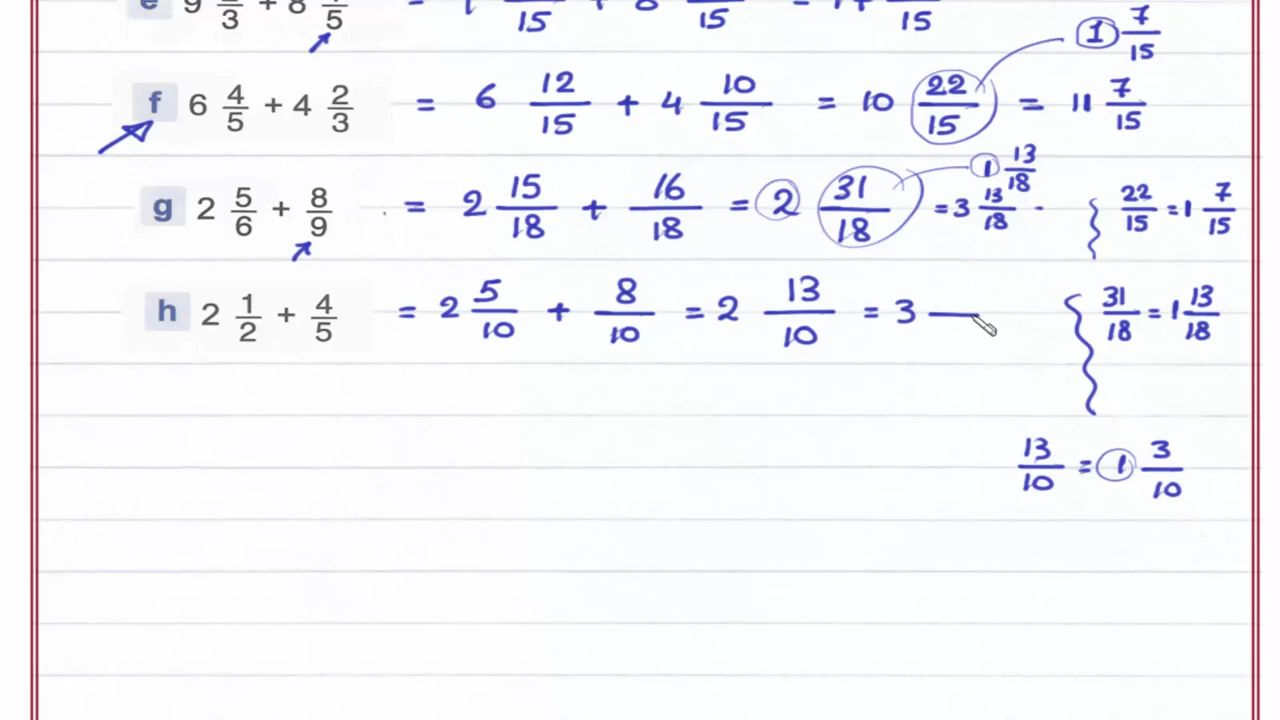 1 7/15
f 6 4/5 + 4 2/3 = 6 12/15 + 4 10/15 = 10 22/15 = 11 7/15
1 13/18
g 2 5/6 + 8/9 = 2 15/18 + 16/18 = 2 31/18 = 3 13/18
22/15 = 1 7/15
h 2 1/2 + 4/5 = 2 5/10 + 8/10 = 2 13/10 = 3
31/18 = 1 13/18
13/10 = 1 3/10